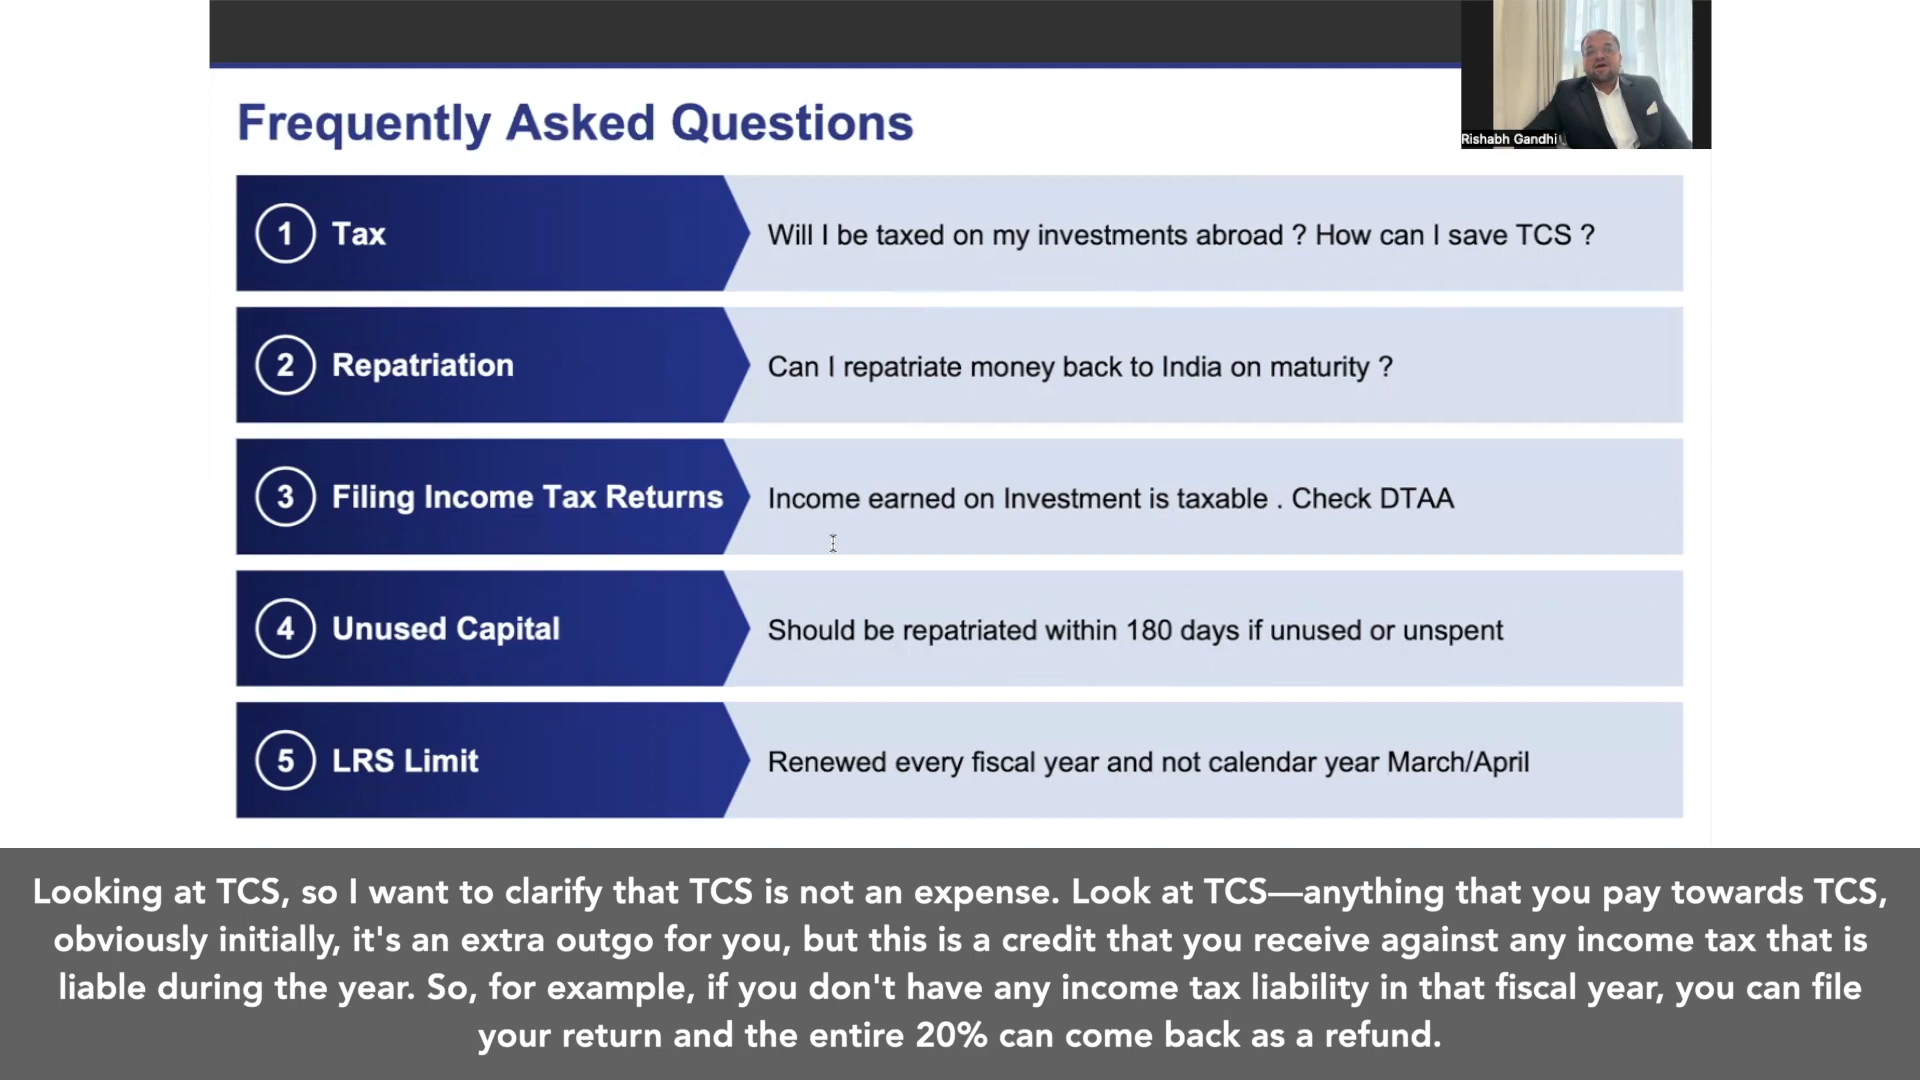 Rishabh Gandhi
Frequently Asked Questions
1 Tax
Will I be taxed on my investments abroad ? How can I save TCS ?
2 Repatriation
Can I repatriate money back to India on maturity ?
3 Filing Income Tax Returns
Income earned on Investment is taxable . Check DTAA
4 Unused Capital
Should be repatriated within 180 days if unused or unspent
5 LRS Limit
Renewed every fiscal year and not calendar year March/April
Looking at TCS, so I want to clarify that TCS is not an expense. Look at TCS—anything that you pay towards TCS,
obviously initially, it's an extra outgo for you, but this is a credit that you receive against any income tax that is
liable during the year. So, for example, if you don't have any income tax liability in that fiscal year, you can file
your return and the entire 20% can come back as a refund.